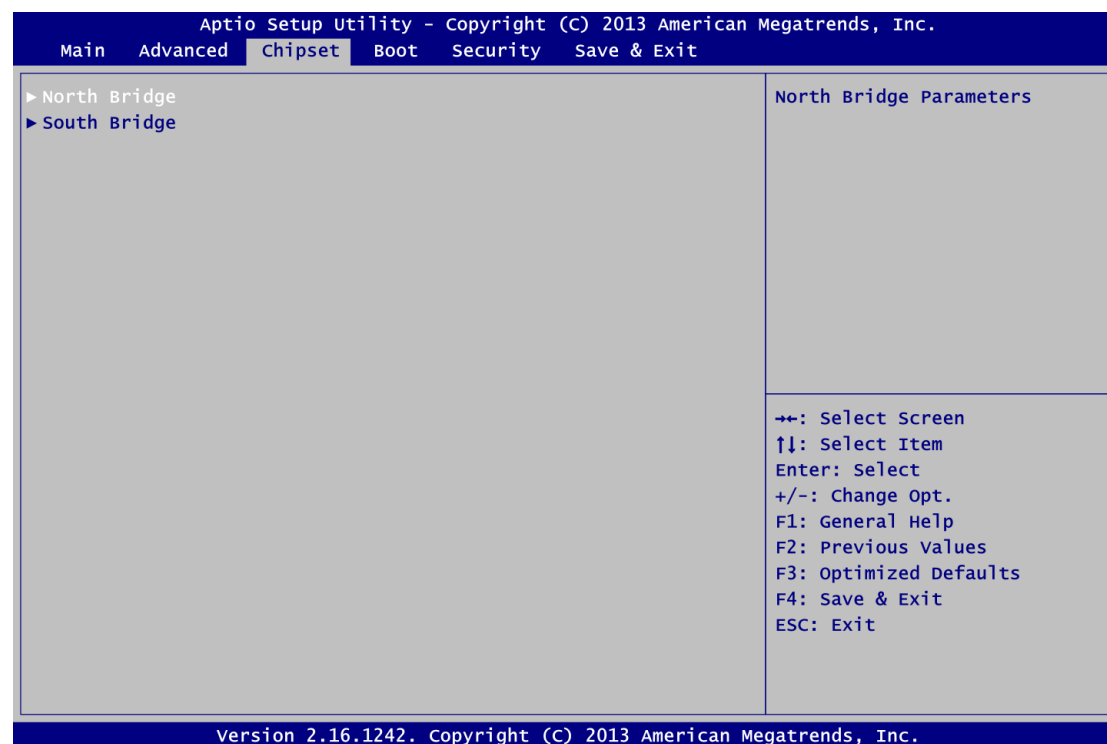 Aptio Setup Utility - Copyright (C) 2013 American Megatrends, Inc.
Main Advanced Chipset Boot Security Save & Exit
►North Bridge
►South Bridge
North Bridge Parameters
→←: Select Screen
↑↓: Select Item
Enter: Select
+/-: Change Opt.
F1: General Help
F2: Previous Values
F3: Optimized Defaults
F4: Save & Exit
ESC: Exit
Version 2.16.1242. Copyright (C) 2013 American Megatrends, Inc.